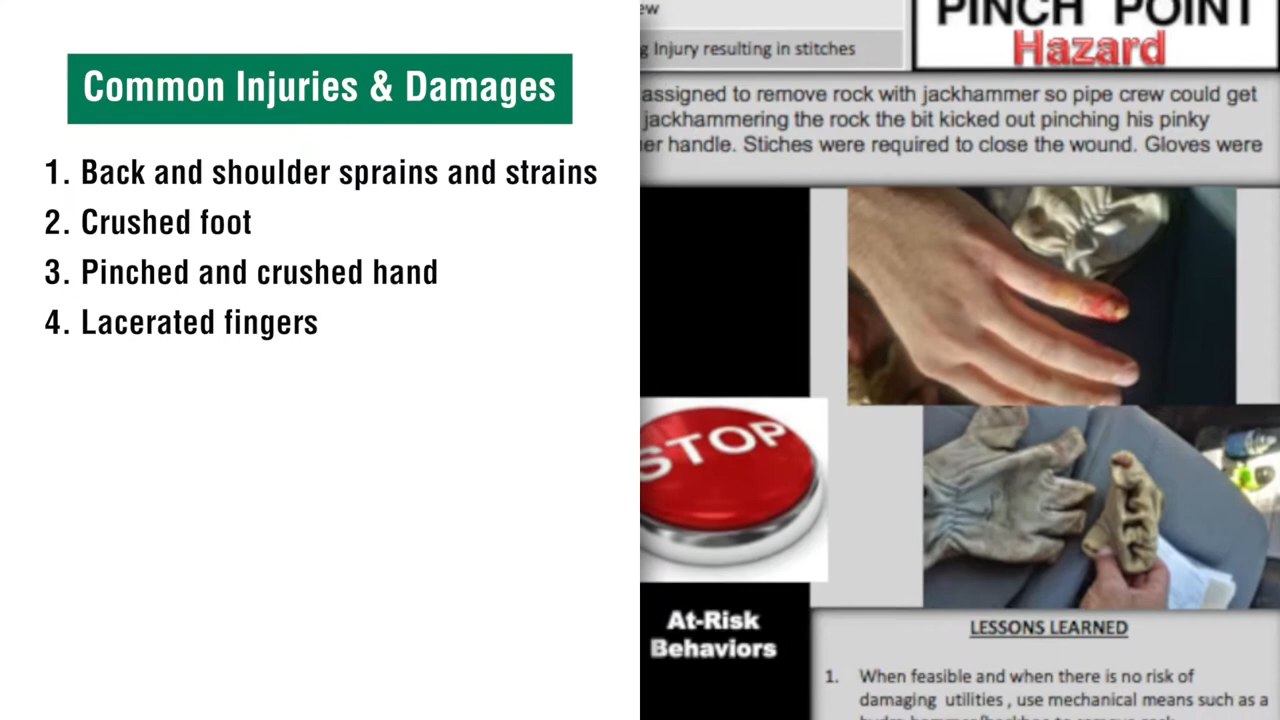 Common Injuries & Damages
1. Back and shoulder sprains and strains
2. Crushed foot
3. Pinched and crushed hand
4. Lacerated fingers
PINCH POINT
Hazard
Injury resulting in stitches
assigned to remove rock with jackhammer so pipe crew could get
jackhammering the rock the bit kicked out pinching his pinky
handle. Stiches were required to close the wound. Gloves were
STOP
At-Risk
Behaviors
LESSONS LEARNED
1. When feasible and when there is no risk of
damaging utilities , use mechanical means such as a